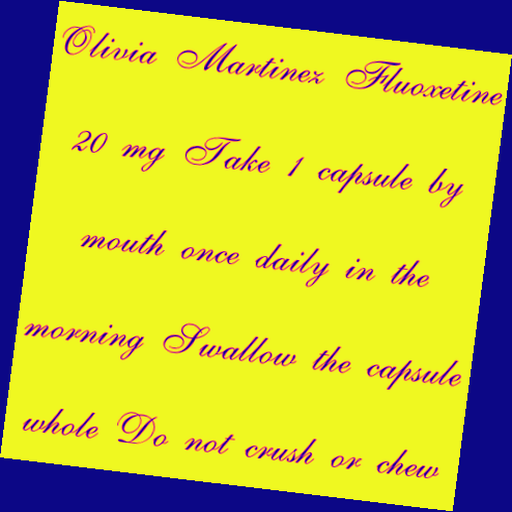 Olivia Martinez Fluoxetine
20 mg Take 1 capsule by
mouth once daily in the
morning Swallow the capsule
whole Do not crush or chew